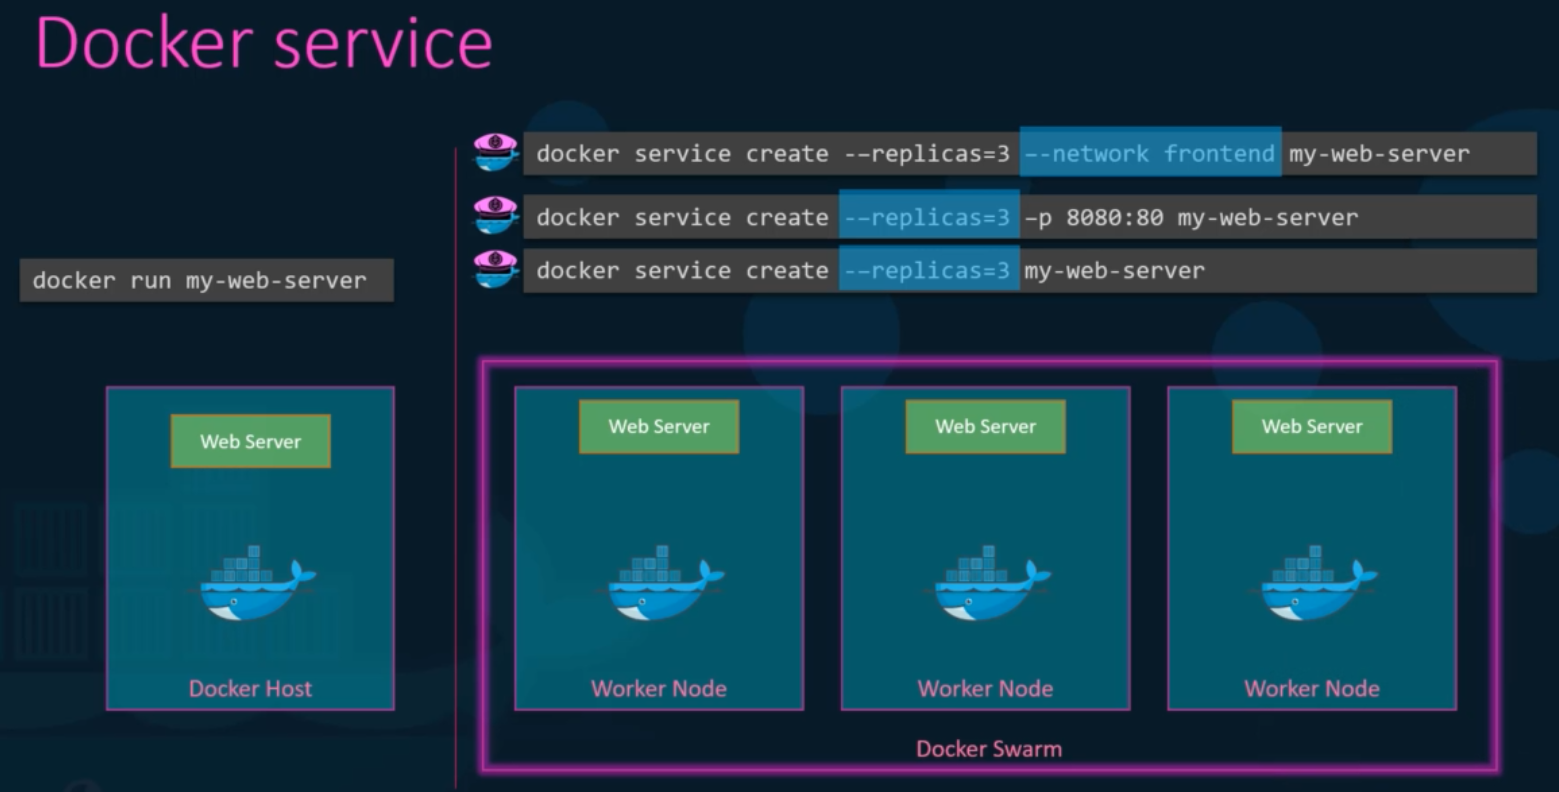 Docker service
docker run my-web-server
docker service create --replicas=3 --network frontend my-web-server
docker service create --replicas=3 –p 8080:80 my-web-server
docker service create --replicas=3 my-web-server
Web Server
Docker Host
Web Server
Web Server
Web Server
Worker Node
Worker Node
Worker Node
Docker Swarm